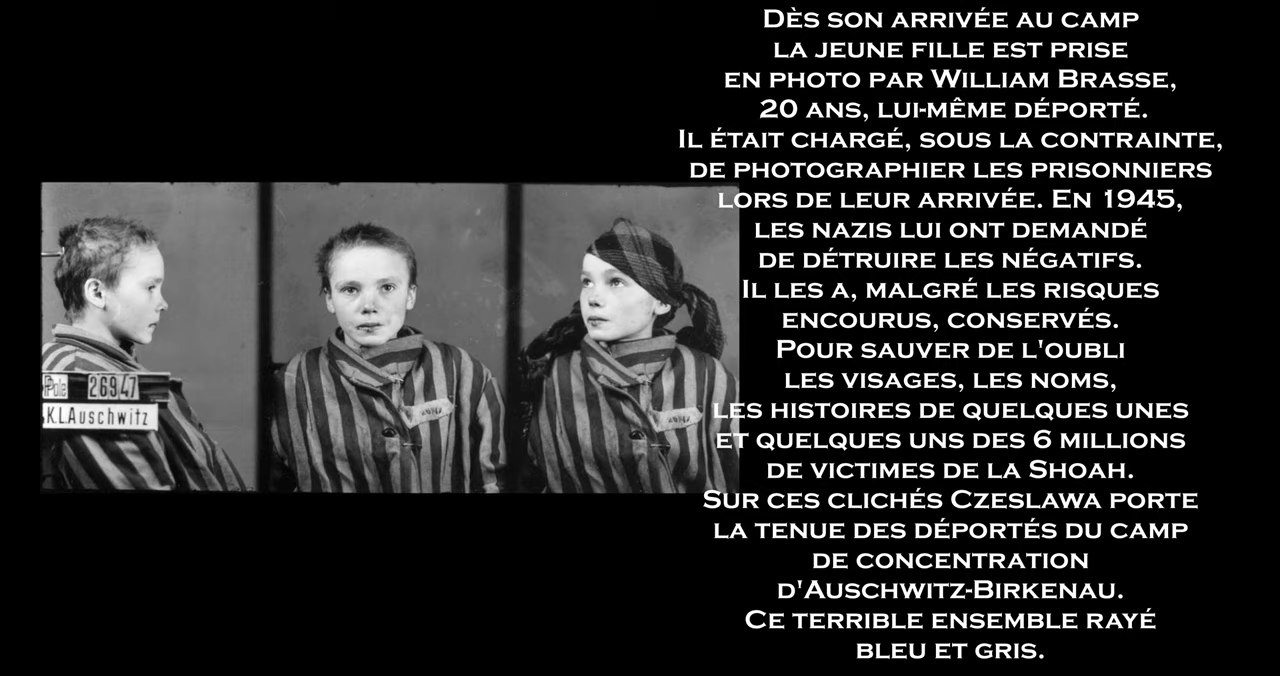 Pole 26947
K.L.Auschwitz
DÈS SON ARRIVÉE AU CAMP
LA JEUNE FILLE EST PRISE
EN PHOTO PAR WILLIAM BRASSE,
20 ANS, LUI-MÊME DÉPORTÉ.
IL ÉTAIT CHARGÉ, SOUS LA CONTRAINTE,
DE PHOTOGRAPHIER LES PRISONNIERS
LORS DE LEUR ARRIVÉE. EN 1945,
LES NAZIS LUI ONT DEMANDÉ
DE DÉTRUIRE LES NÉGATIFS.
IL LES A, MALGRÉ LES RISQUES
ENCOURUS, CONSERVÉS.
POUR SAUVER DE L'OUBLI
LES VISAGES, LES NOMS,
LES HISTOIRES DE QUELQUES UNES
ET QUELQUES UNS DES 6 MILLIONS
DE VICTIMES DE LA SHOAH.
SUR CES CLICHÉS CZESLAWA PORTE
LA TENUE DES DÉPORTÉS DU CAMP
DE CONCENTRATION
D'AUSCHWITZ-BIRKENAU.
CE TERRIBLE ENSEMBLE RAYÉ
BLEU ET GRIS.